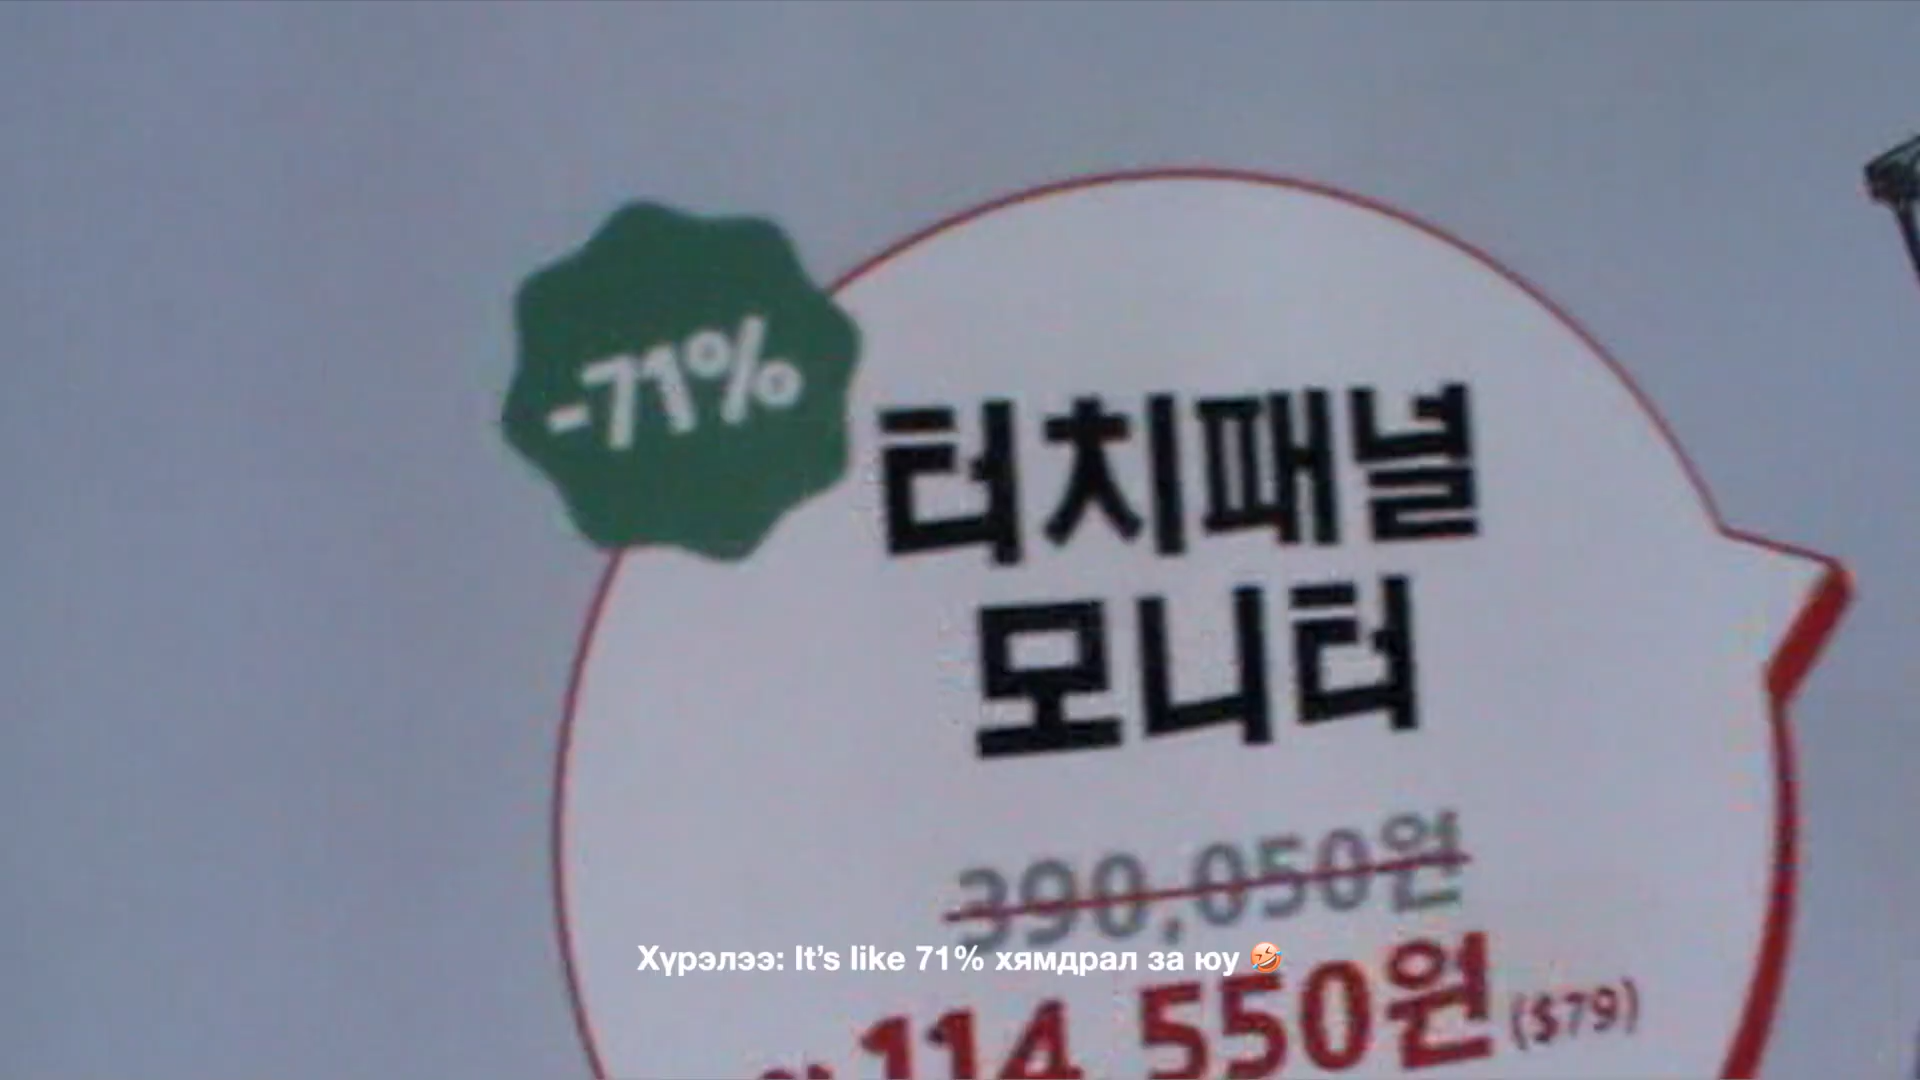 -71%
터치패널
모니터
390,050원
Хүрэлээ: It’s like 71% хямдрал за юу 🤣
114,550원 ($79)